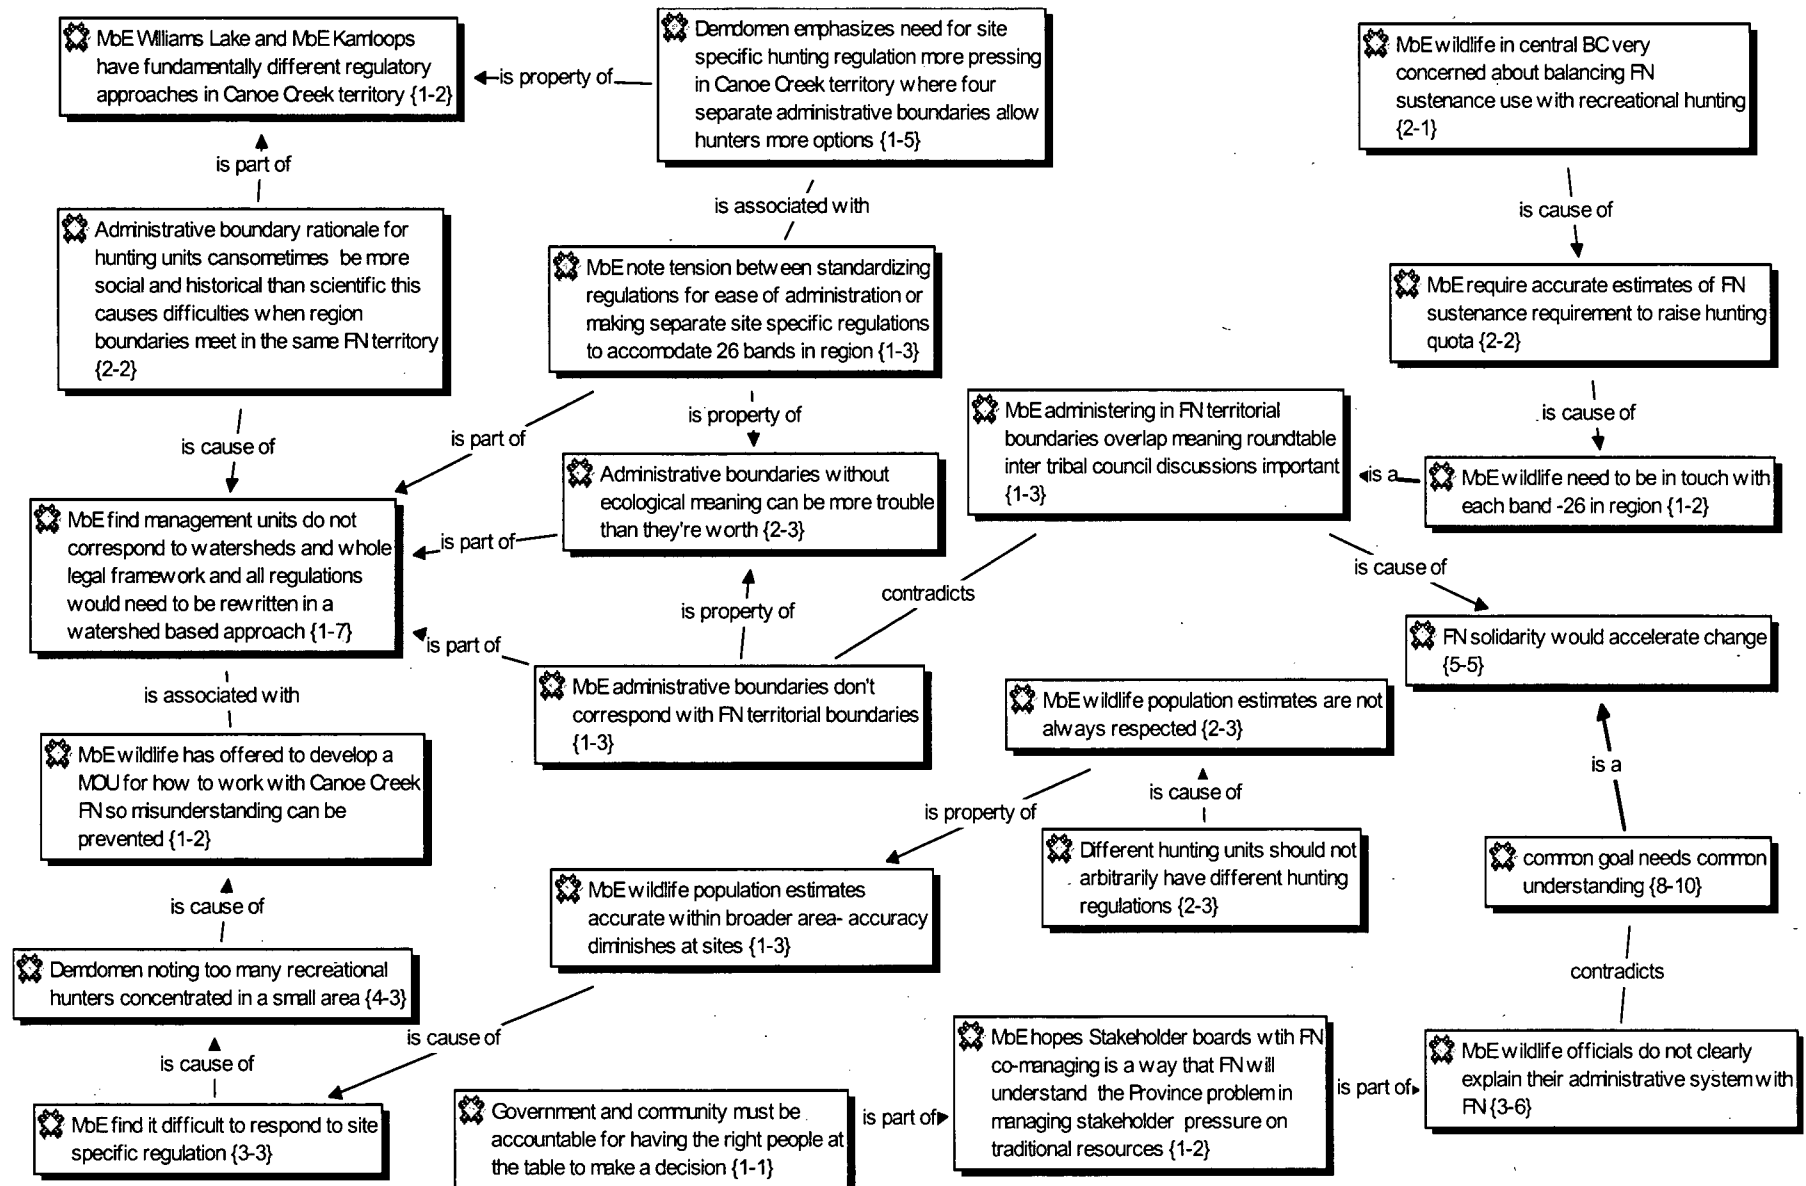 MoE Williams Lake and MoE Kamloops
have fundamentally different regulatory
approaches in Canoe Creek territory {1-2}
is property of
Demdomen emphasizes need for site
specific hunting regulation more pressing
in Canoe Creek territory where four
separate administrative boundaries allow
hunters more options {1-5}
MoE wildlife in central BC very
concerned about balancing FN
sustenance use with recreational hunting
{2-1}
is part of
is associated with
is cause of
Administrative boundary rationale for
hunting units cansometimes be more
social and historical than scientific this
causes difficulties when region
boundaries meet in the same FN territory
{2-2}
MoE note tension between standardizing
regulations for ease of administration or
making separate site specific regulations
to accomodate 26 bands in region {1-3}
MoE require accurate estimates of FN
sustenance requirement to raise hunting
quota {2-2}
is cause of
is part of
is property of
is cause of
MoE administering in FN territorial
boundaries overlap meaning roundtable
inter tribal council discussions important
{1-3}
is a
MoE wildlife need to be in touch with
each band -26 in region {1-2}
Administrative boundaries without
ecological meaning can be more trouble
than they're worth {2-3}
MoE find management units do not
correspond to watersheds and whole
legal framework and all regulations
would need to be rewritten in a
watershed based approach {1-7}
is part of
is property of
contradicts
is cause of
is part of
FN solidarity would accelerate change
{5-5}
MoE administrative boundaries don't
correspond with FN territorial boundaries
{1-3}
is associated with
MoE wildlife population estimates are not
always respected {2-3}
MoE wildlife has offered to develop a
MOU for how to work with Canoe Creek
FN so misunderstanding can be
prevented {1-2}
is property of
is cause of
is a
Different hunting units should not
arbitrarily have different hunting
regulations {2-3}
common goal needs common
understanding {8-10}
is cause of
MoE wildlife population estimates
accurate within broader area- accuracy
diminishes at sites {1-3}
contradicts
Demdomen noting too many recreational
hunters concentrated in a small area {4-3}
is cause of
is cause of
MoE find it difficult to respond to site
specific regulation {3-3}
Government and community must be
accountable for having the right people at
the table to make a decision {1-1}
is part of
MoE hopes Stakeholder boards wtih FN
co-managing is a way that FN will
understand the Province problem in
managing stakeholder pressure on
traditional resources {1-2}
is part of
MoE wildlife officials do not clearly
explain their administrative system with
FN {3-6}